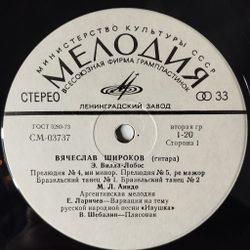 МИНИСТЕРСТВО КУЛЬТУРЫ СССР
МЕЛОДИЯ
ВСЕСОЮЗНАЯ ФИРМА ГРАМПЛАСТИНОК
СТЕРЕО
33
ЛЕНИНГРАДСКИЙ ЗАВОД
ГОСТ 5289-73
вторая гр
СМ-03737
1-20
Сторона 1
ВЯЧЕСЛАВ ШИРОКОВ (гитара)
Э. Вилла-Лобос
Прелюдия № 4, ми минор. Прелюдия № 5, ре мажор
Бразильский танец № 1. Бразильский танец № 2
М. Л. Анидо
Аргентинская мелодия
Е. Ларичев—Вариация на тему
русской народной песни «Ивушка»
В. Шебалин—Плясовая